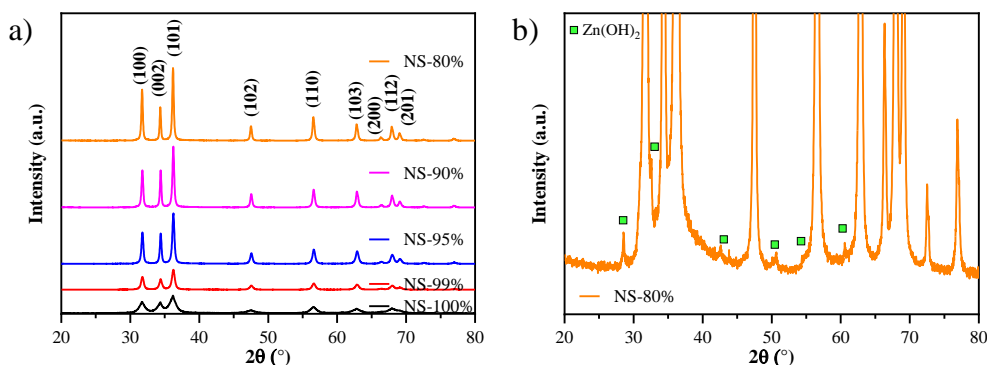 a)
(100)
(002)
(101)
(102)
(110)
(103)
(200)
(112)
(201)
NS-80%
NS-90%
NS-95%
NS-99%
NS-100%
Intensity (a.u.)
20 30 40 50 60 70 80
2θ (°)
b)
Zn(OH)₂
NS-80%
Intensity (a.u.)
20 30 40 50 60 70 80
2θ (°)